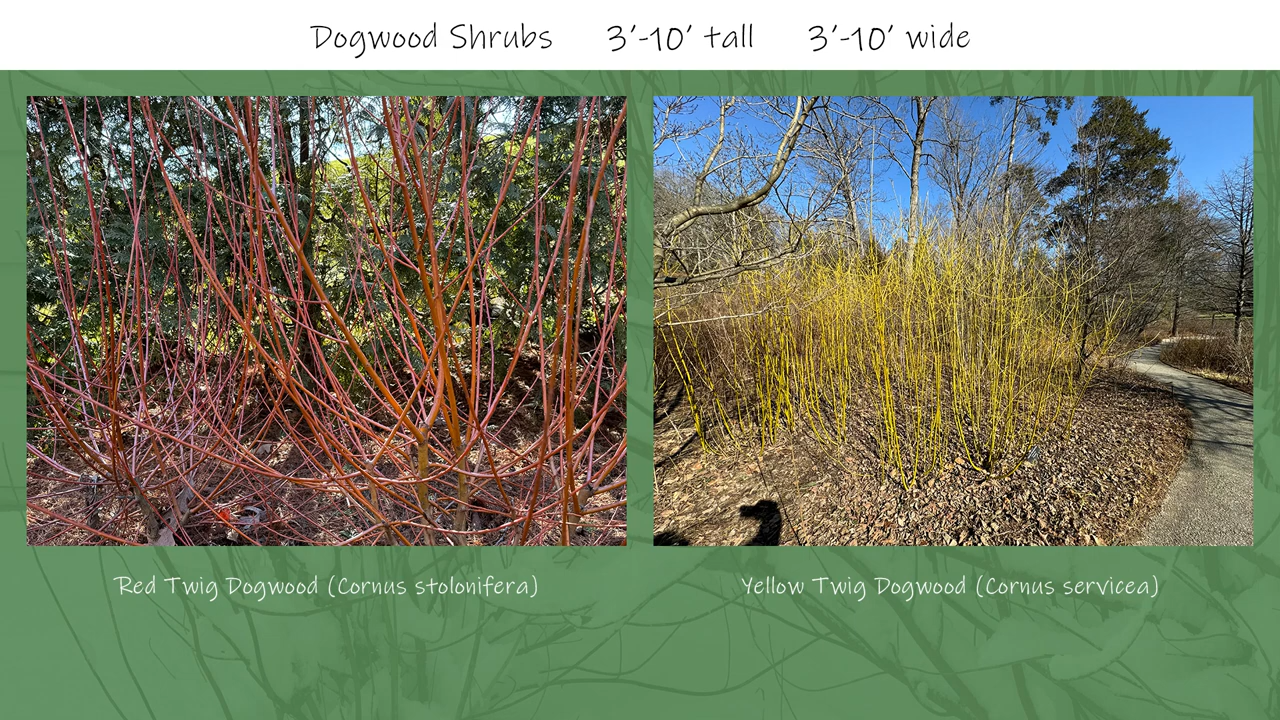 Dogwood Shrubs 3'-10' tall 3'-10' wide
Red Twig Dogwood (Cornus stolonifera)
Yellow Twig Dogwood (Cornus servicea)